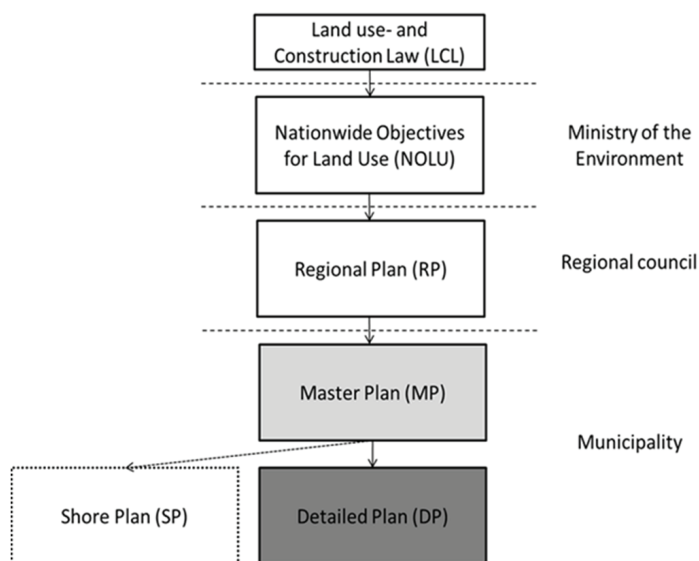 Land use- and
Construction Law (LCL)
Nationwide Objectives
for Land Use (NOLU)
Ministry of the
Environment
Regional Plan (RP)
Regional council
Master Plan (MP)
Municipality
Shore Plan (SP)
Detailed Plan (DP)